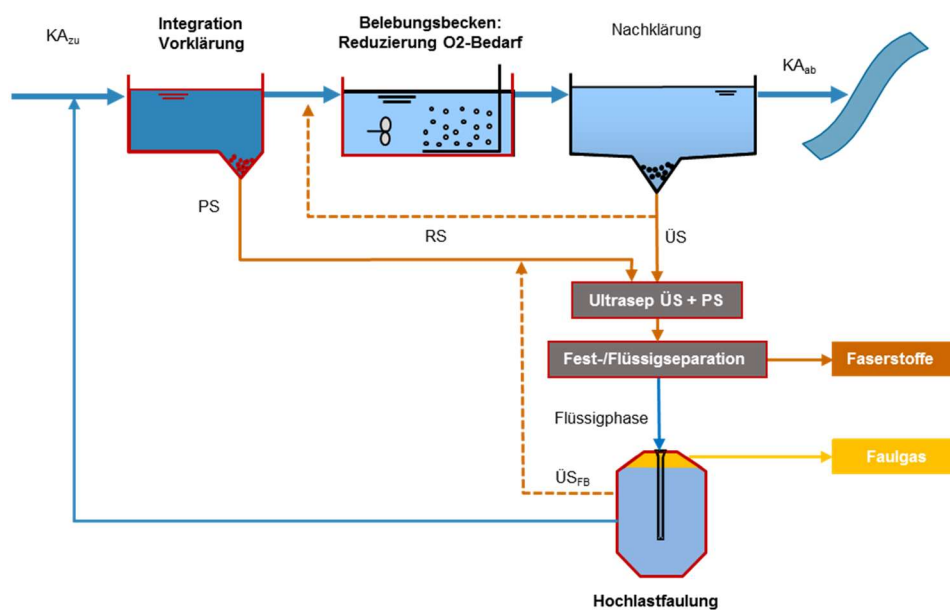 Integration
Vorklärung
Belebungsbecken:
Reduzierung O2-Bedarf
Nachklärung
KAzu
KAab
PS
RS
ÜS
Ultrasep ÜS + PS
Fest-/Flüssigseparation
Faserstoffe
Flüssigphase
Faulgas
ÜSFB
Hochlastfaulung